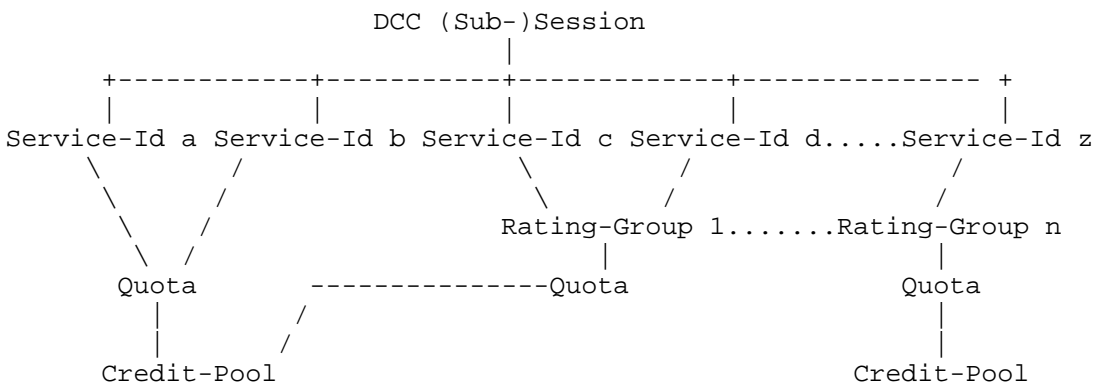 DCC (Sub-)Session
Service-Id a Service-Id b Service-Id c Service-Id d.....Service-Id z
Rating-Group 1.......Rating-Group n
Quota ---------------Quota Quota
Credit-Pool Credit-Pool